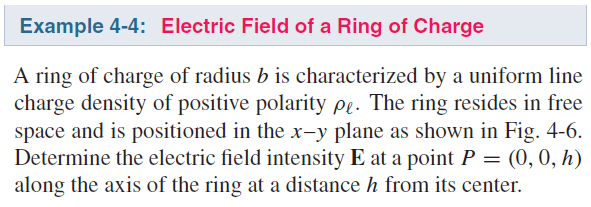 Example 4-4: Electric Field of a Ring of Charge
A ring of charge of radius b is characterized by a uniform line
charge density of positive polarity ρℓ. The ring resides in free
space and is positioned in the x–y plane as shown in Fig. 4-6.
Determine the electric field intensity E at a point P = (0, 0, h)
along the axis of the ring at a distance h from its center.